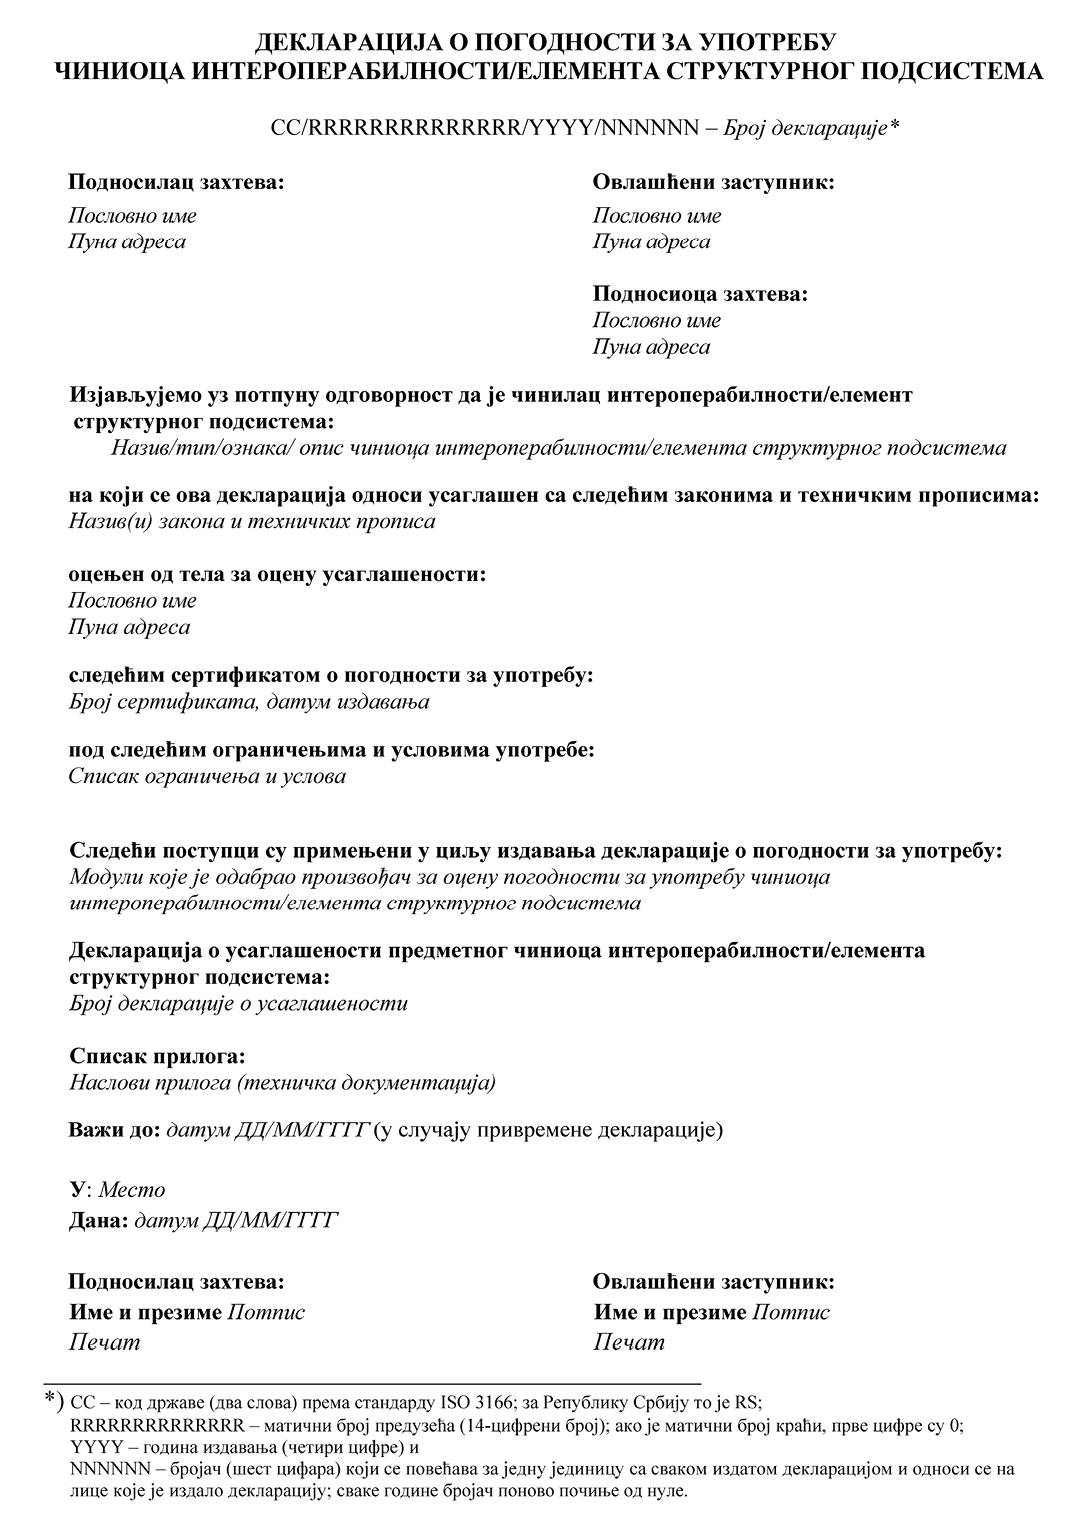 ДЕКЛАРАЦИЈА О ПОГОДНОСТИ ЗА УПОТРЕБУ
ЧИНИОЦА ИНТЕРОПЕРАБИЛНОСТИ/ЕЛЕМЕНТА СТРУКТУРНОГ ПОДСИСТЕМА
CC/RRRRRRRRRRRRRR/YYYY/NNNNNN – Број декларације*
Подносилац захтева:
Пословно име
Пуна адреса
Овлашћени заступник:
Пословно име
Пуна адреса
Подносиоца захтева:
Пословно име
Пуна адреса
Изјављујемо уз потпуну одговорност да је чинилац интероперабилности/елемент
структурног подсистема:
Назив/тип/ознака/ опис чиниоца интероперабилности/елемента структурног подсистема
на који се ова декларација односи усаглашен са следећим законима и техничким прописима:
Назив(и) закона и техничких прописа
оцењен од тела за оцену усаглашености:
Пословно име
Пуна адреса
следећим сертификатом о погодности за употребу:
Број сертификата, датум издавања
под следећим ограничењима и условима употребе:
Списак ограничења и услова
Следећи поступци су примењени у циљу издавања декларације о погодности за употребу:
Модули које је одабрао произвођач за оцену погодности за употребу чиниоца
интероперабилности/елемента структурног подсистема
Декларација о усаглашености предметног чиниоца интероперабилности/елемента
структурног подсистема:
Број декларације о усаглашености
Списак прилога:
Наслови прилога (техничка документација)
Важи до: датум ДД/ММ/ГГГГ (у случају привремене декларације)
У: Место
Дана: датум ДД/ММ/ГГГГ
Подносилац захтева:
Име и презиме Потпис
Печат
Овлашћени заступник:
Име и презиме Потпис
Печат
*) CC – код државе (два слова) према стандарду ISO 3166; за Републику Србију то је RS;
RRRRRRRRRRRRRR – матични број предузећа (14-цифрени број); ако је матични број краћи, прве цифре су 0;
YYYY – година издавања (четири цифре) и
NNNNNN – бројач (шест цифара) који се повећава за једну јединицу са сваком издатом декларацијом и односи се на
лице које је издало декларацију; сваке године бројач поново почиње од нуле.